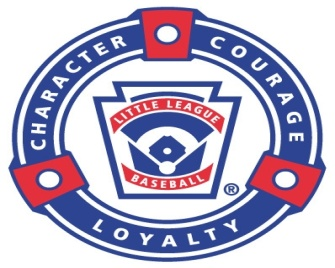 CHARACTER
COURAGE
LOYALTY
LITTLE LEAGUE
BASEBALL
®